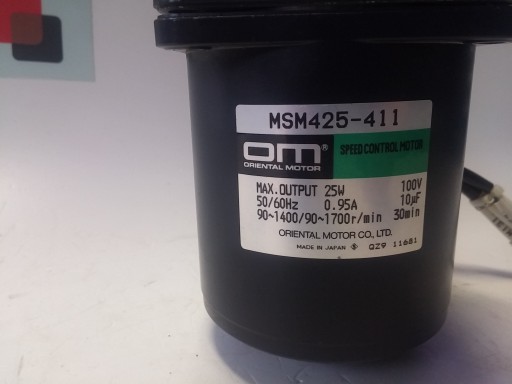 MSM425-411
OM®
ORIENTAL MOTOR
SPEED CONTROL MOTOR
MAX. OUTPUT 25W 100V
50/60Hz 0.95A 10µF
90~1400/90~1700r/min 30min
ORIENTAL MOTOR CO., LTD.
MADE IN JAPAN S QZ9 11681